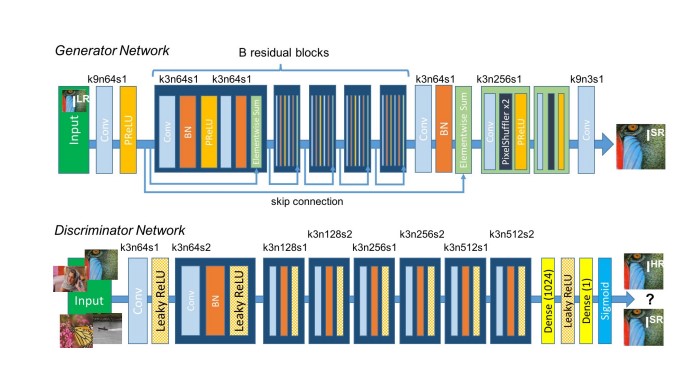 Generator Network
B residual blocks
k9n64s1
k3n64s1
k3n64s1
k3n64s1
k3n256s1
k9n3s1
I LR
Input
Conv
PReLU
Conv
BN
PReLU
Elementwise Sum
Conv
BN
Elementwise Sum
Conv
PixelShuffler x2
PReLU
Conv
I SR
skip connection
Discriminator Network
k3n64s1
k3n64s2
k3n128s1
k3n128s2
k3n256s1
k3n256s2
k3n512s1
k3n512s2
Input
Conv
Leaky ReLU
Conv
BN
Leaky ReLU
Dense (1024)
Leaky ReLU
Dense (1)
Sigmoid
I HR
?
I SR